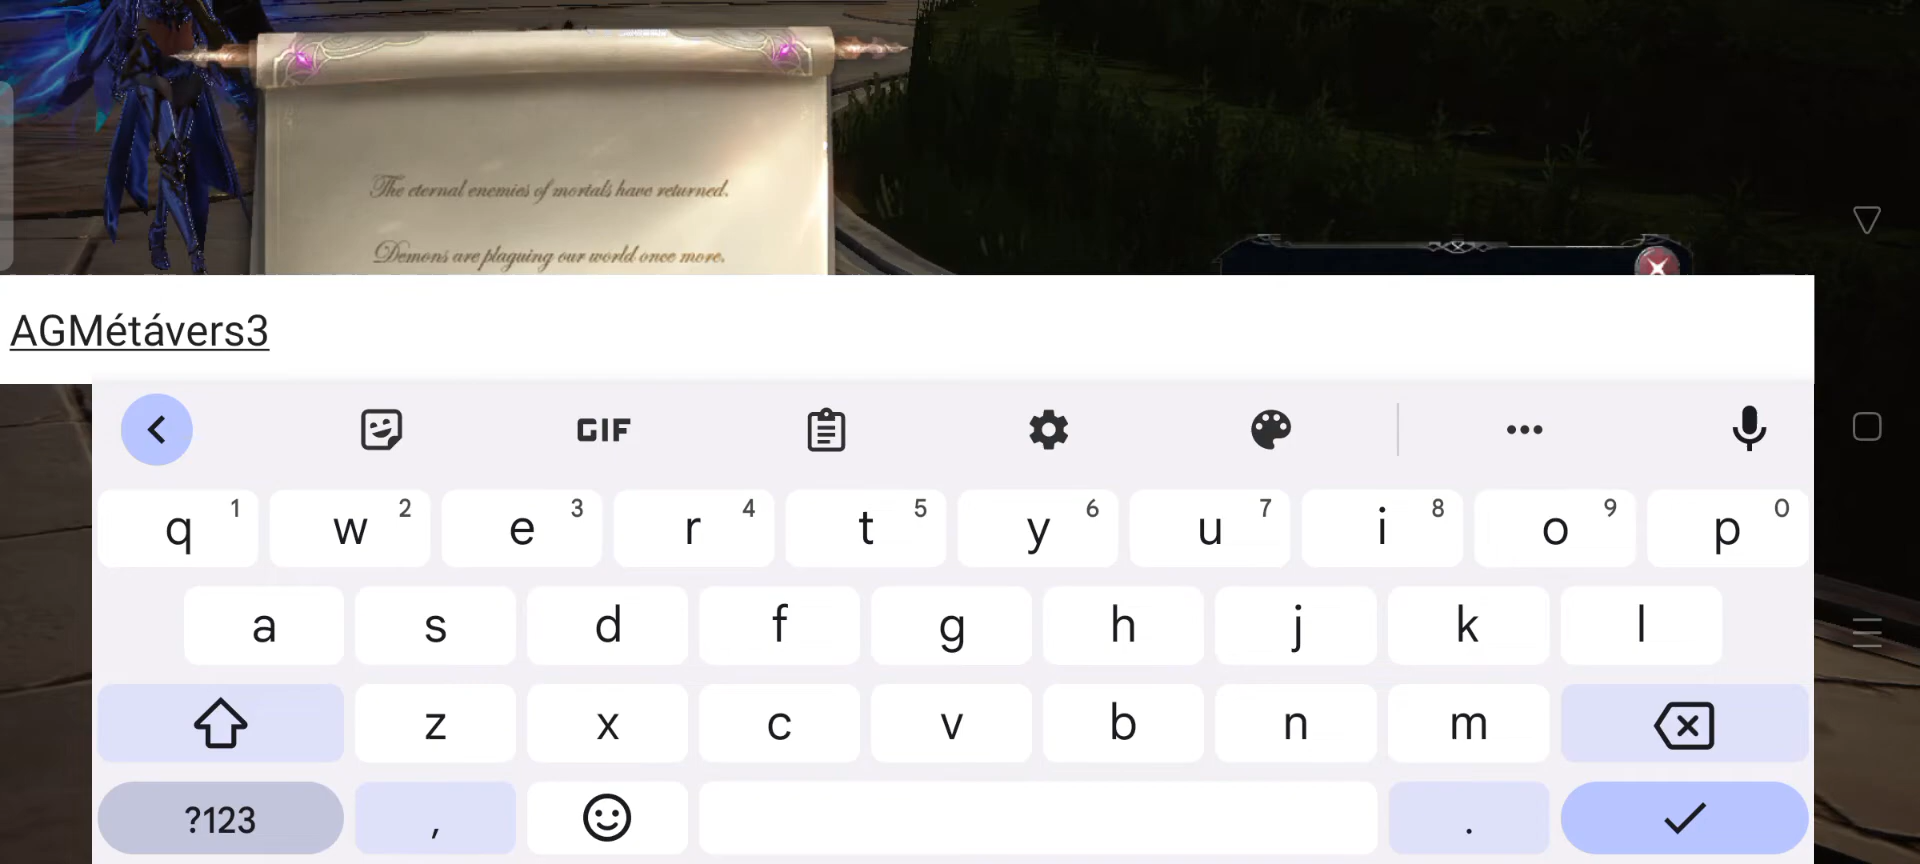 The eternal enemies of mortals have returned.
Demons are plaguing our world once more.
AGMétávers3
GIF
q 1 w 2 e 3 r 4 t 5 y 6 u 7 i 8 o 9 p 0
a s d f g h j k l
z x c v b n m
?123 , .